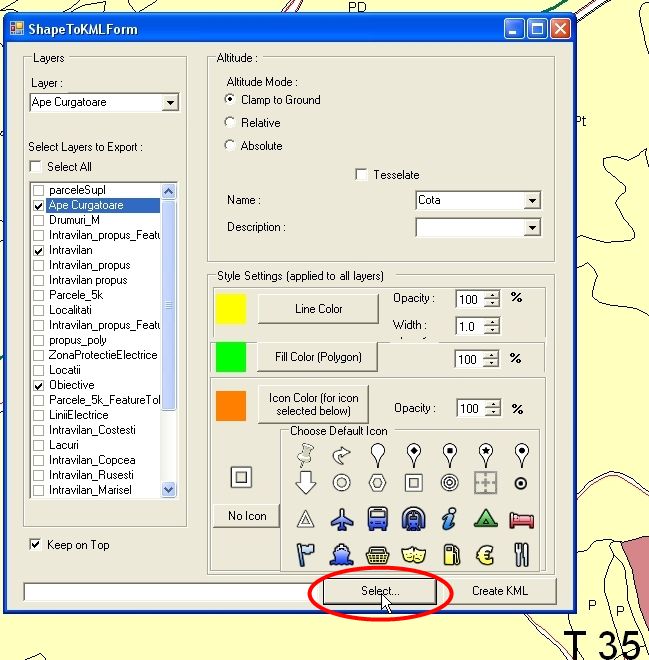 PD
ShapeToKMLForm
Layers
Layer :
Ape Curgatoare
Select Layers to Export :
Select All
parceleSupl
Ape Curgatoare
Drumuri_M
Intravilan_propus_Featu
Intravilan
Intravilan_propus
Intravilan propus
Parcele_5k
Localitati
Intravilan_propus_Featu
propus_poly
ZonaProtectieElectrice
Locatii
Obiective
Parcele_5k_FeatureTol
LiniiElectrice
Intravilan_Costesti
Lacuri
Intravilan_Copcea
Intravilan_Rusesti
Intravilan_Marisel
Keep on Top
Altitude :
Altitude Mode :
Clamp to Ground
Relative
Absolute
Tesselate
Name :
Cota
Description :
Style Settings (applied to all layers)
Line Color
Opacity :
100
%
Width :
1.0
Fill Color (Polygon)
100
%
Icon Color (for icon
selected below)
Opacity :
100
%
Choose Default Icon
No Icon
Select...
Create KML
Pt
P
P
T 35